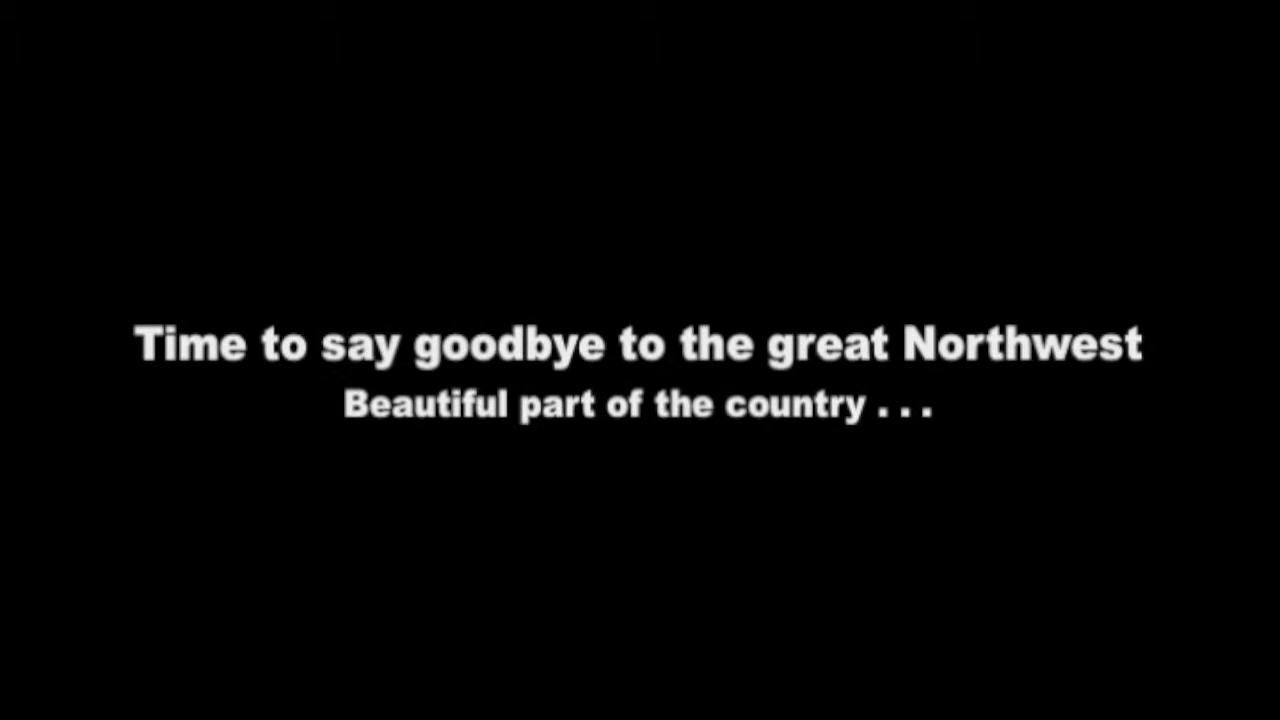 Time to say goodbye to the great Northwest
Beautiful part of the country . . .